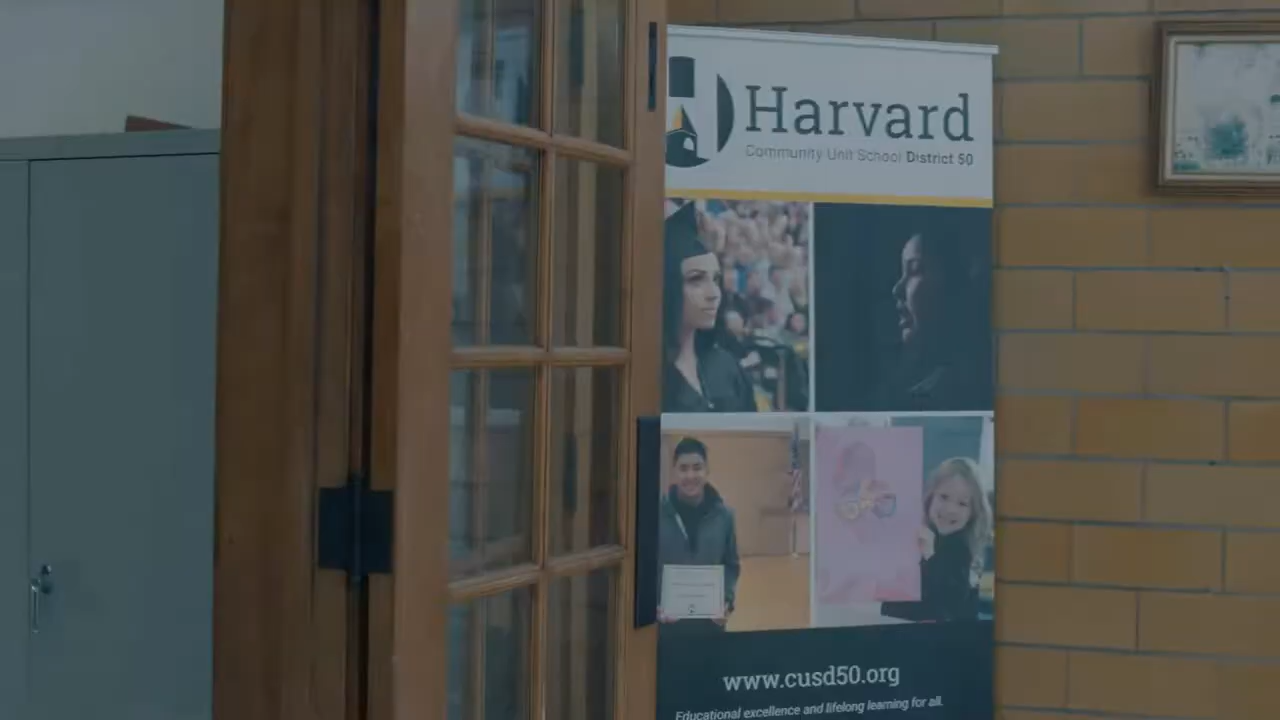 Harvard
Community Unit School District 50
www.cusd50.org
Educational excellence and lifelong learning for all.